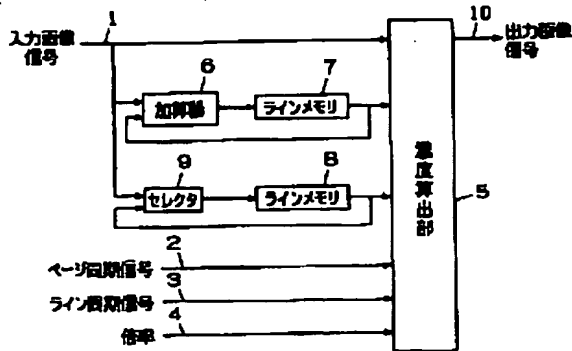 1
10
入力画像
信号
出力画像
信号
6
7
加算器
ラインメモリ
9
8
セレクタ
ラインメモリ
濃度算出部
5
2
ページ同期信号
3
ライン同期信号
4
倍率